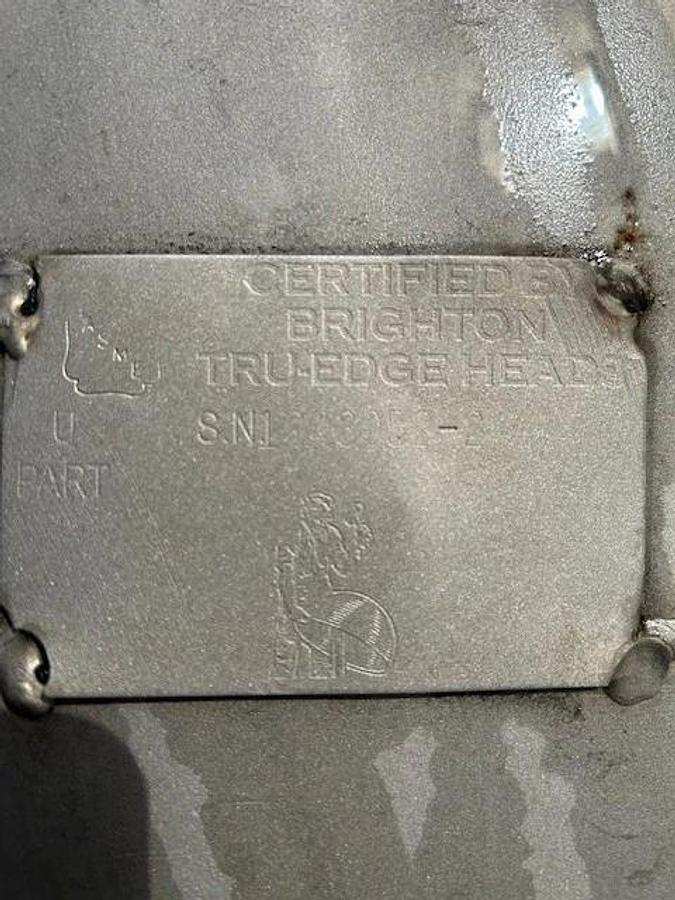 CERTIFIED BY
BRIGHTON
TRU-EDGE HEADS
ASME
U
PART